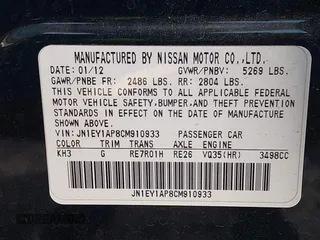 MANUFACTURED BY NISSAN MOTOR CO.,LTD.
DATE: 01/12 GVWR/PNBV: 5269 LBS.
GAWR/PNBE FR: 2486 LBS. RR: 2804 LBS.
THIS VEHICLE CONFORMS TO ALL APPLICABLE FEDERAL
MOTOR VEHICLE SAFETY,BUMPER,AND THEFT PREVENTION
STANDARDS IN EFFECT ON THE DATE OF MANUFACTURE
SHOWN ABOVE.
VIN:JN1EY1AP8CM910933 PASSENGER CAR
COLOR TRIM TRANS AXLE ENGINE
KH3 G RE7R01H RE26 VQ35(HR) 3498CC
JN1EY1AP8CM910933